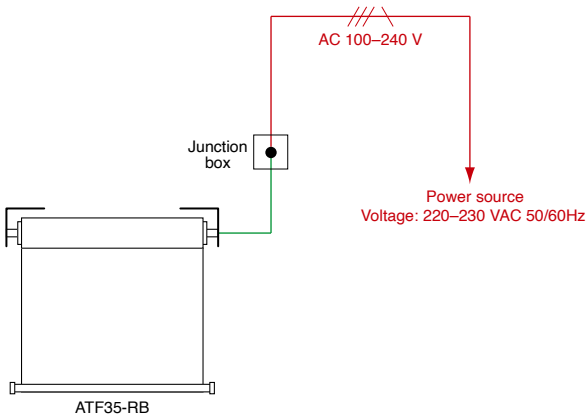 AC 100–240 V
Junction
box
Power source
Voltage: 220–230 VAC 50/60Hz
ATF35-RB